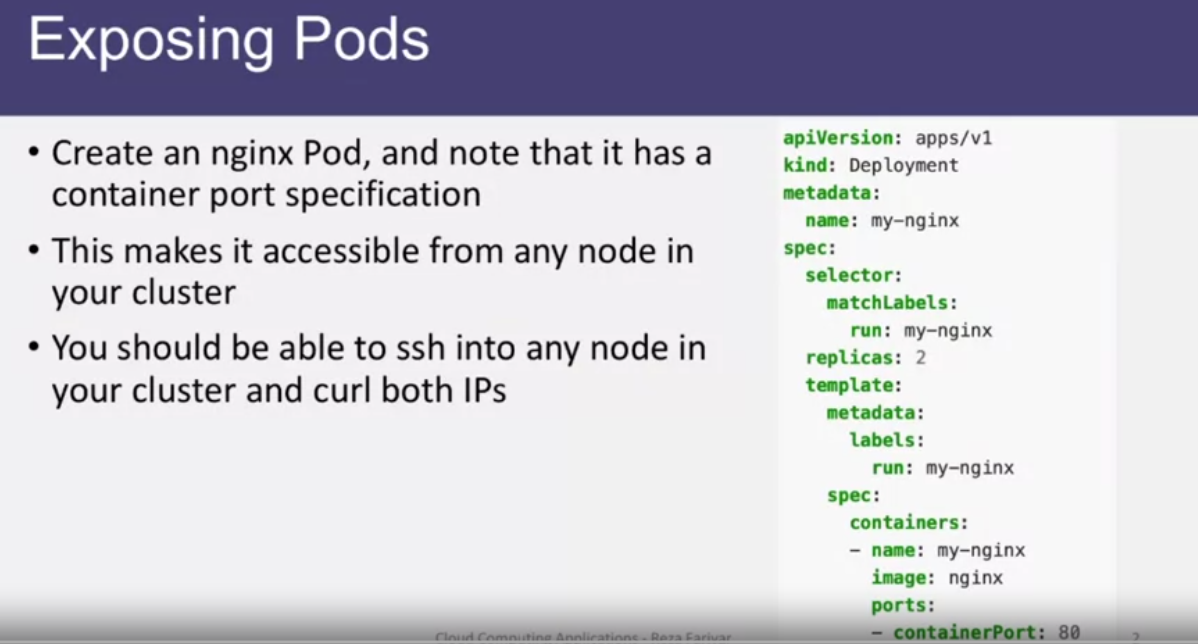 Exposing Pods
• Create an nginx Pod, and note that it has a
container port specification
• This makes it accessible from any node in
your cluster
• You should be able to ssh into any node in
your cluster and curl both IPs
apiVersion: apps/v1
kind: Deployment
metadata:
  name: my-nginx
spec:
  selector:
    matchLabels:
      run: my-nginx
  replicas: 2
  template:
    metadata:
      labels:
        run: my-nginx
    spec:
      containers:
      - name: my-nginx
        image: nginx
        ports:
        - containerPort: 80
Cloud Computing Applications - Reza Farivar
2